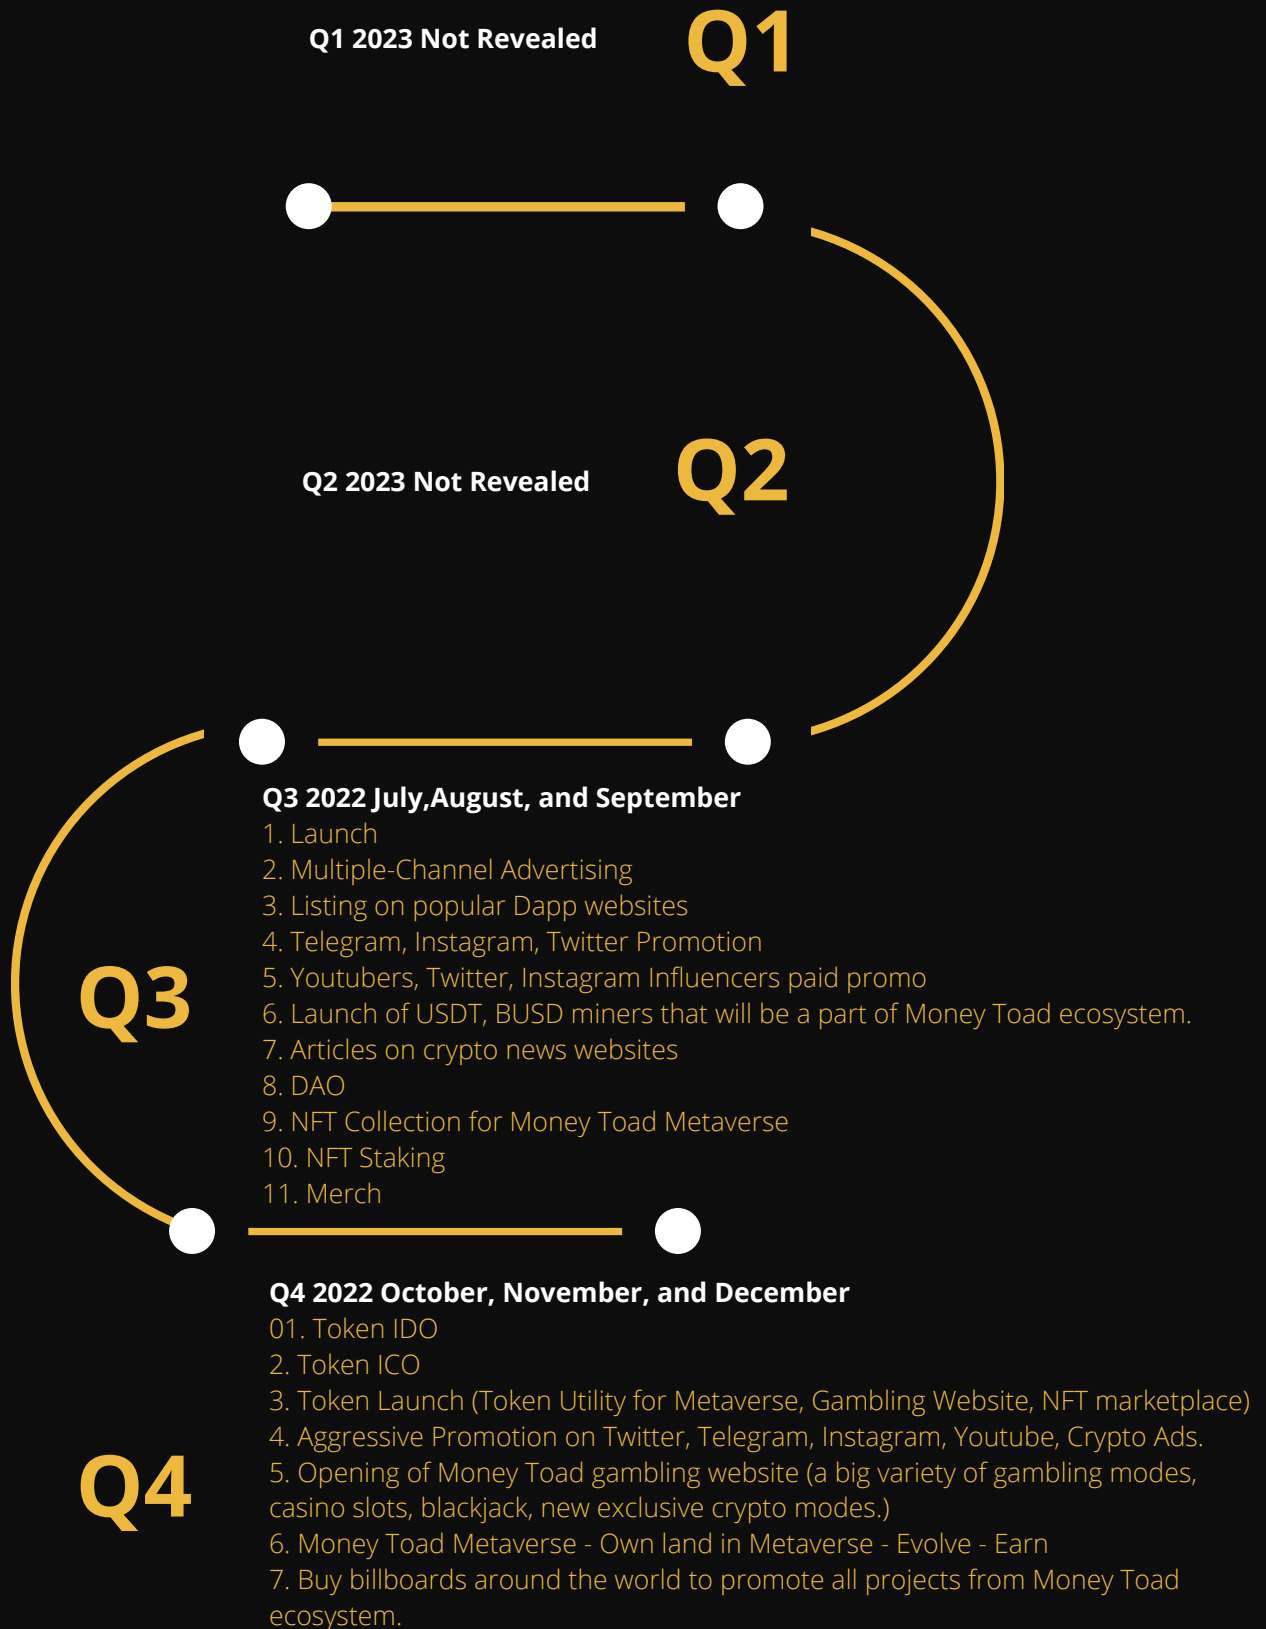 Q1 2023 Not Revealed
Q1
Q2 2023 Not Revealed
Q2
Q3
Q3 2022 July,August, and September
1. Launch
2. Multiple-Channel Advertising
3. Listing on popular Dapp websites
4. Telegram, Instagram, Twitter Promotion
5. Youtubers, Twitter, Instagram Influencers paid promo
6. Launch of USDT, BUSD miners that will be a part of Money Toad ecosystem.
7. Articles on crypto news websites
8. DAO
9. NFT Collection for Money Toad Metaverse
10. NFT Staking
11. Merch
Q4
Q4 2022 October, November, and December
01. Token IDO
2. Token ICO
3. Token Launch (Token Utility for Metaverse, Gambling Website, NFT marketplace)
4. Aggressive Promotion on Twitter, Telegram, Instagram, Youtube, Crypto Ads.
5. Opening of Money Toad gambling website (a big variety of gambling modes,
casino slots, blackjack, new exclusive crypto modes.)
6. Money Toad Metaverse - Own land in Metaverse - Evolve - Earn
7. Buy billboards around the world to promote all projects from Money Toad
ecosystem.